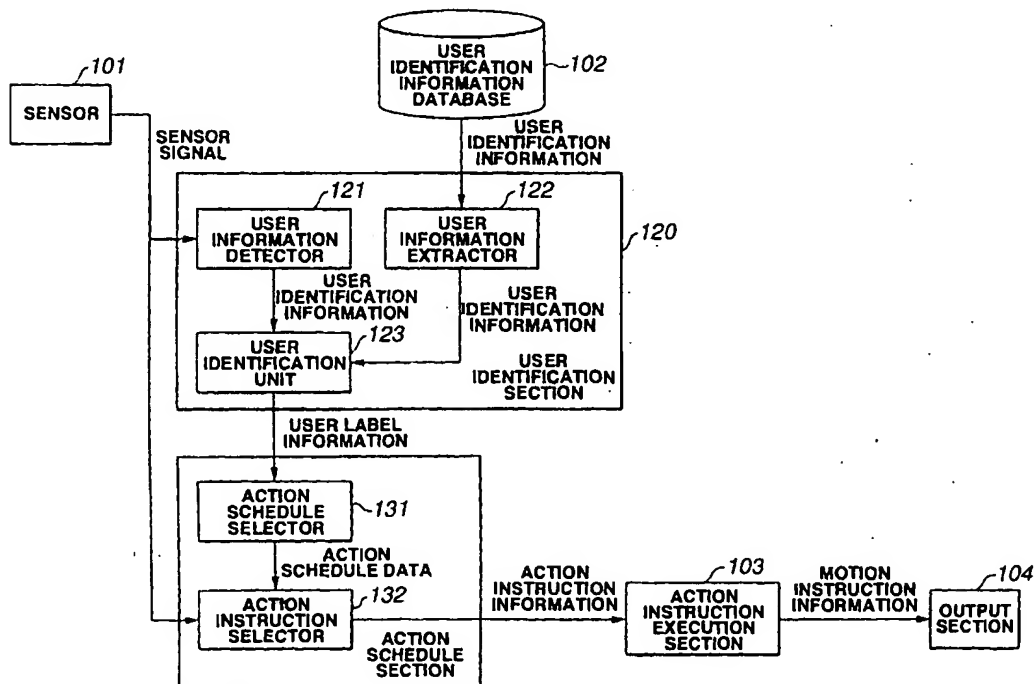 101
SENSOR
SENSOR
SIGNAL
USER
IDENTIFICATION
INFORMATION
DATABASE
102
USER
IDENTIFICATION
INFORMATION
121
USER
INFORMATION
DETECTOR
122
USER
INFORMATION
EXTRACTOR
120
USER
IDENTIFICATION
INFORMATION
USER
IDENTIFICATION
INFORMATION
123
USER
IDENTIFICATION
UNIT
USER
IDENTIFICATION
SECTION
USER LABEL
INFORMATION
ACTION
SCHEDULE
SELECTOR
131
ACTION
SCHEDULE DATA
ACTION
INSTRUCTION
SELECTOR
132
ACTION
SCHEDULE
SECTION
ACTION
INSTRUCTION
INFORMATION
103
ACTION
INSTRUCTION
EXECUTION
SECTION
MOTION
INSTRUCTION
INFORMATION
104
OUTPUT
SECTION